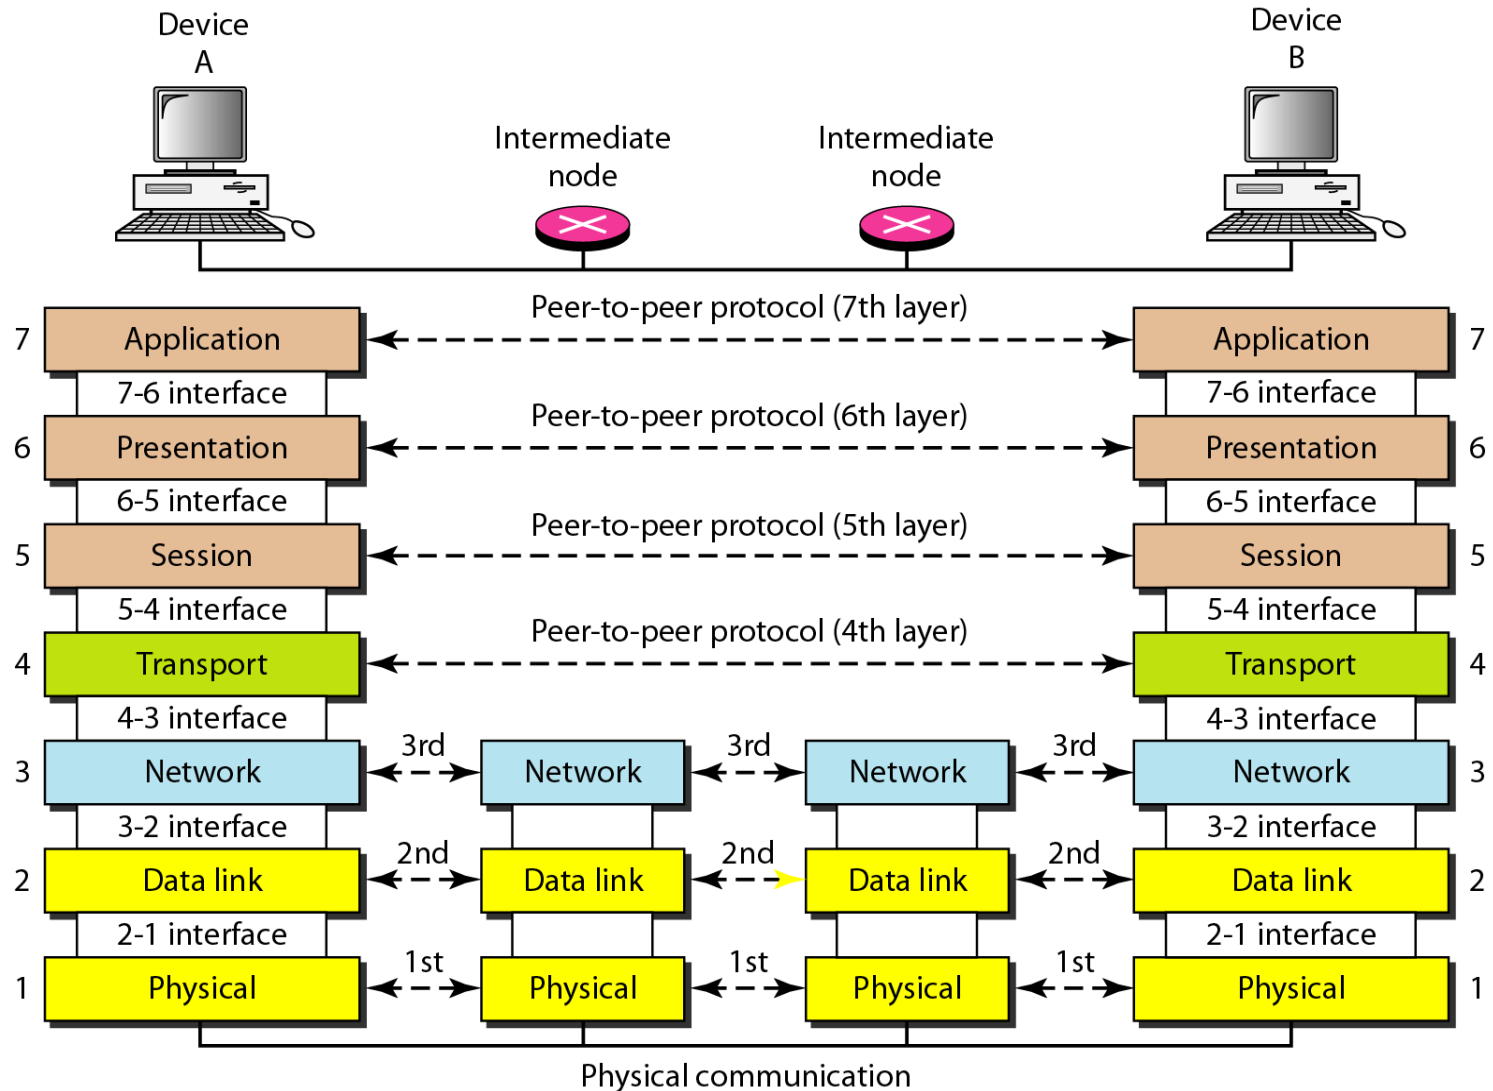 Device
A
Device
B
Intermediate
node
Intermediate
node
Peer-to-peer protocol (7th layer)
7 Application Application 7
7-6 interface 7-6 interface
Peer-to-peer protocol (6th layer)
6 Presentation Presentation 6
6-5 interface 6-5 interface
Peer-to-peer protocol (5th layer)
5 Session Session 5
5-4 interface 5-4 interface
Peer-to-peer protocol (4th layer)
4 Transport Transport 4
4-3 interface 4-3 interface
3rd 3rd 3rd
3 Network Network Network Network 3
3-2 interface 3-2 interface
2nd 2nd 2nd
2 Data link Data link Data link Data link 2
2-1 interface 2-1 interface
1st 1st 1st
1 Physical Physical Physical Physical 1
Physical communication